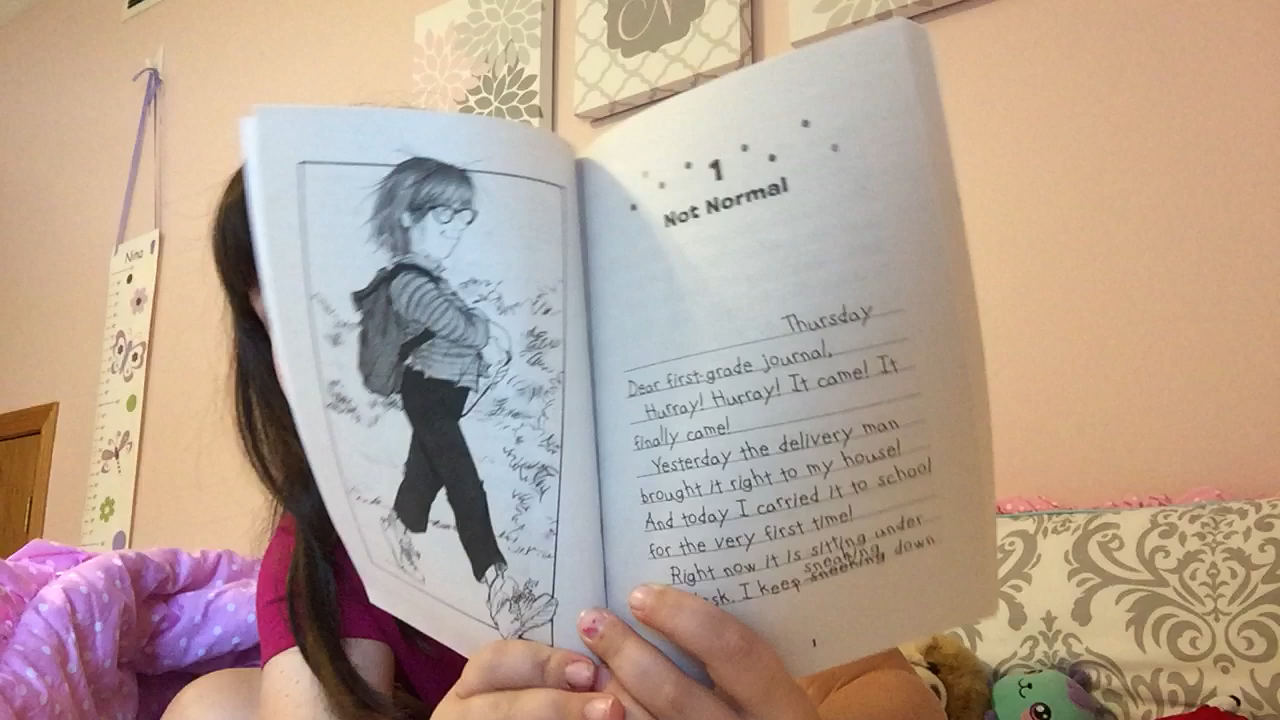 N
Nina
1
Not Normal
Thursday
Dear first-grade journal,
Hurray! Hurray! It came! It
finally came!
Yesterday the delivery man
brought it right to my house!
And today I carried it to school
for the very first time!
Right now it is sitting under
sneaking
sk. I keep sneeking down
1